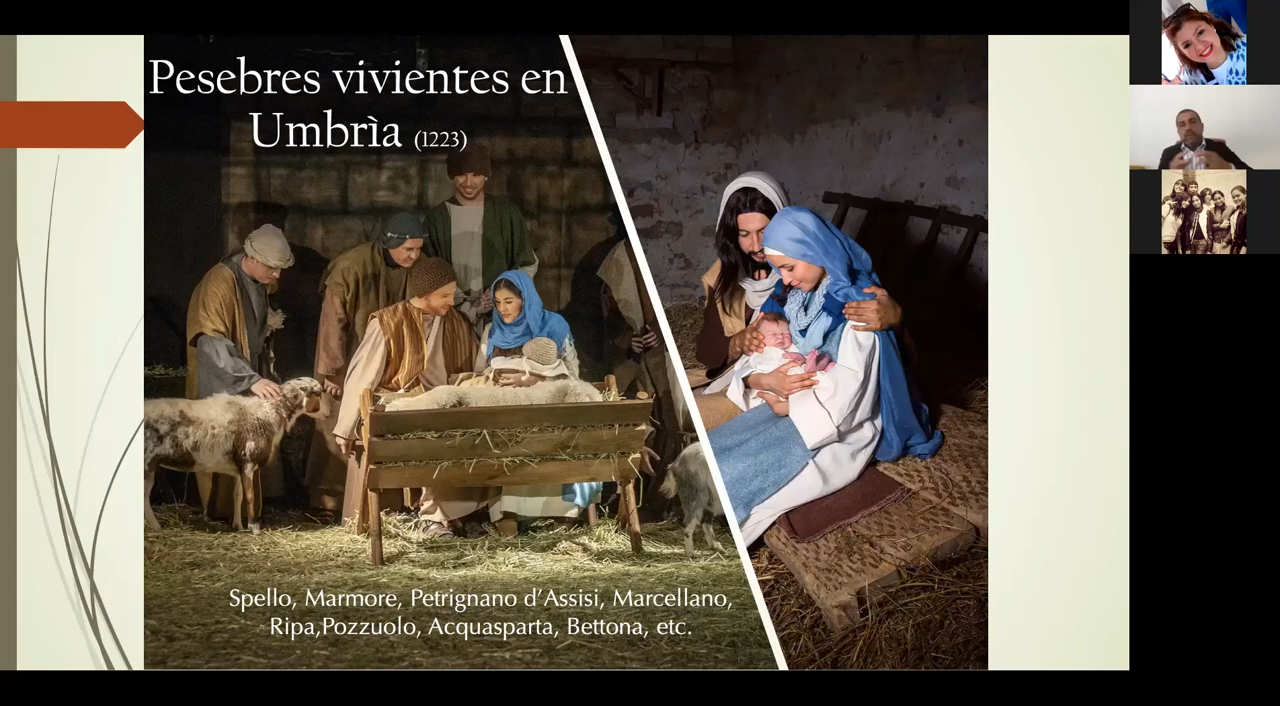 Pesebres vivientes en
Umbrìa (1223)
Spello, Marmore, Petrignano d’Assisi, Marcellano,
Ripa,Pozzuolo, Acquasparta, Bettona, etc.